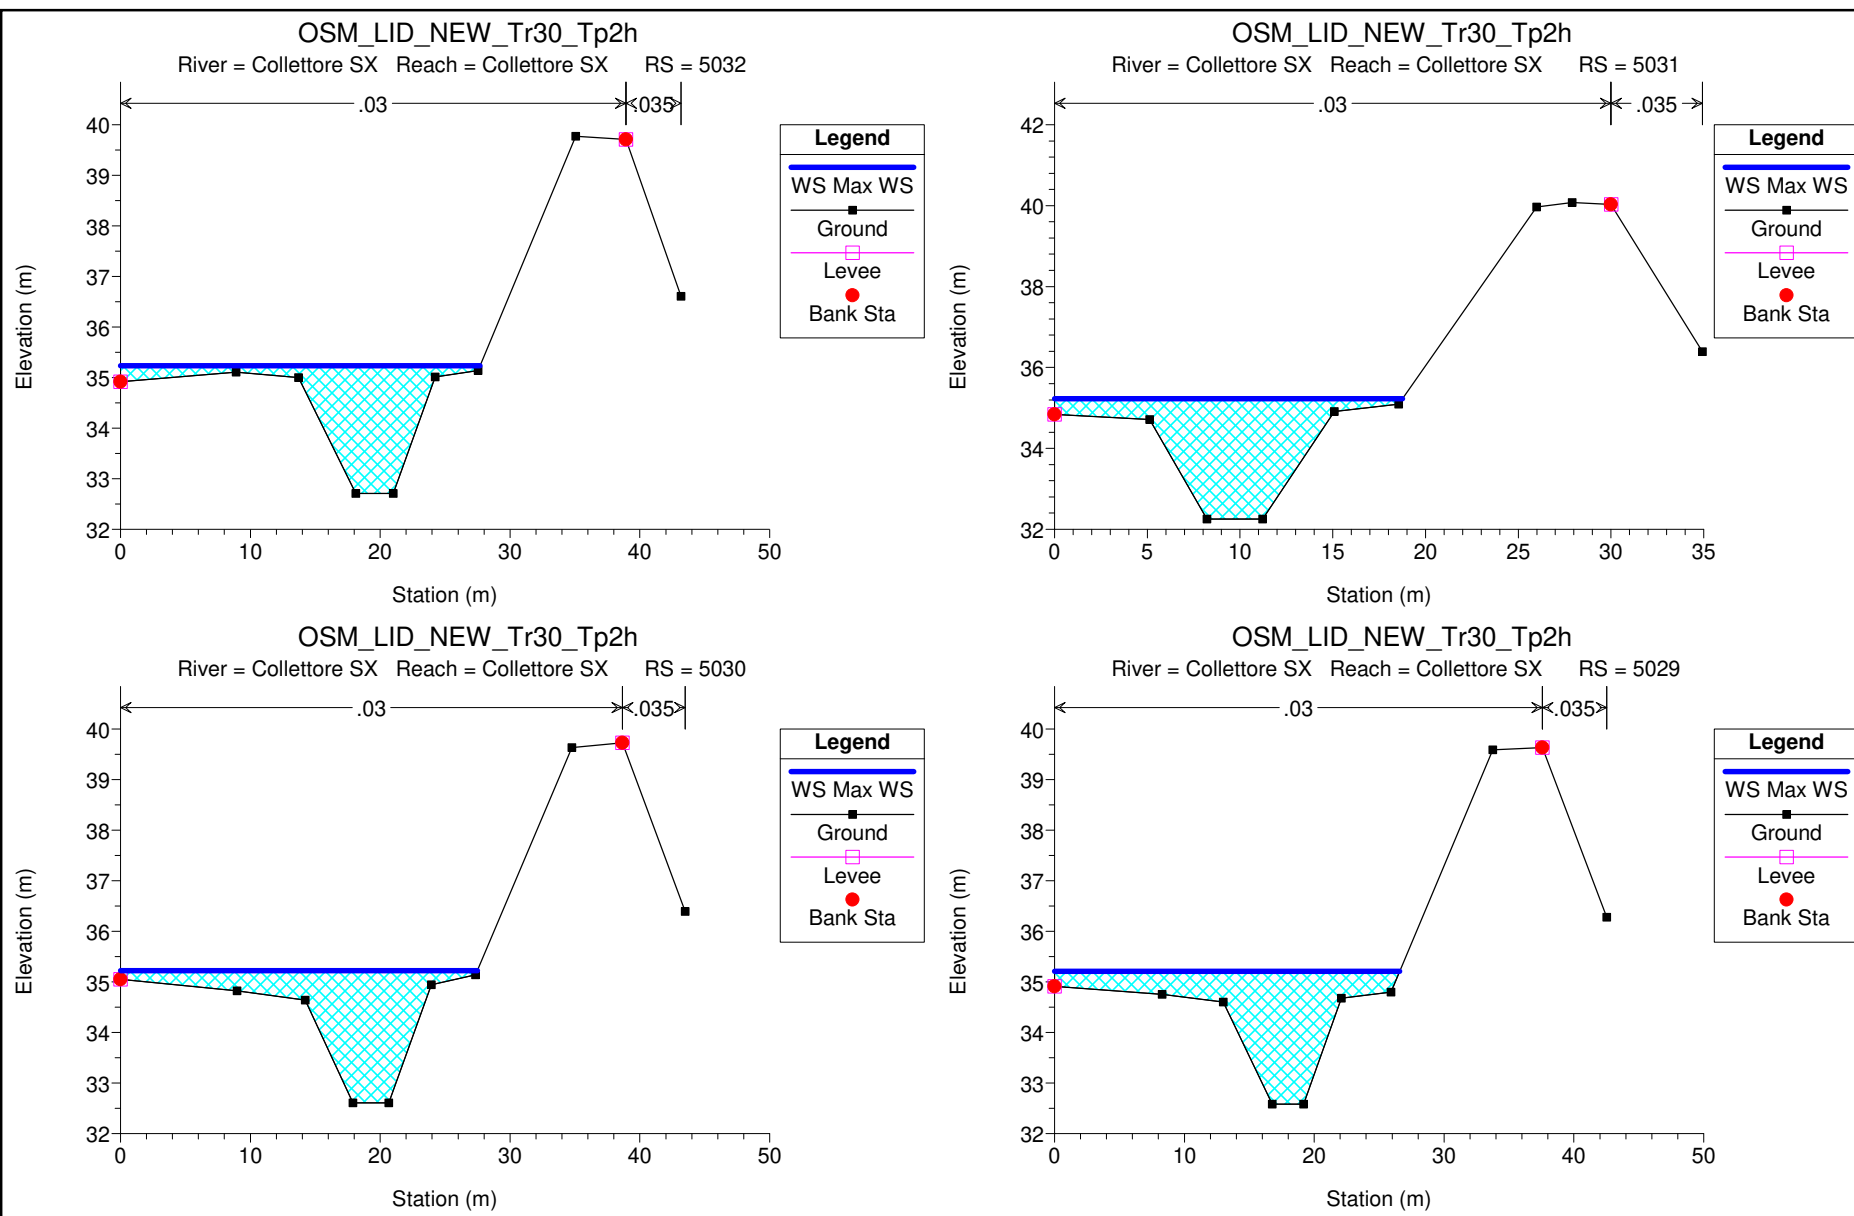 OSM_LID_NEW_Tr30_Tp2h
River = Collettore SX Reach = Collettore SX RS = 5032
.03 .035
40
39
38
37
36
35
34
33
32
Elevation (m)
0 10 20 30 40 50
Station (m)
Legend
WS Max WS
Ground
Levee
Bank Sta
OSM_LID_NEW_Tr30_Tp2h
River = Collettore SX Reach = Collettore SX RS = 5031
.03 .035
42
40
38
36
34
32
Elevation (m)
0 5 10 15 20 25 30 35
Station (m)
Legend
WS Max WS
Ground
Levee
Bank Sta
OSM_LID_NEW_Tr30_Tp2h
River = Collettore SX Reach = Collettore SX RS = 5030
.03 .035
40
39
38
37
36
35
34
33
32
Elevation (m)
0 10 20 30 40 50
Station (m)
Legend
WS Max WS
Ground
Levee
Bank Sta
OSM_LID_NEW_Tr30_Tp2h
River = Collettore SX Reach = Collettore SX RS = 5029
.03 .035
40
39
38
37
36
35
34
33
32
Elevation (m)
0 10 20 30 40 50
Station (m)
Legend
WS Max WS
Ground
Levee
Bank Sta